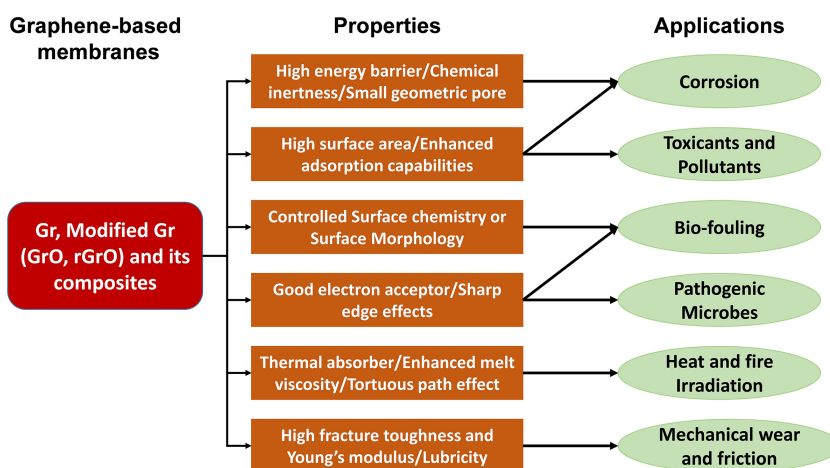 Graphene-based
membranes
Properties
Applications
Gr, Modified Gr
(GrO, rGrO) and its
composites
High energy barrier/Chemical
inertness/Small geometric pore
High surface area/Enhanced
adsorption capabilities
Controlled Surface chemistry or
Surface Morphology
Good electron acceptor/Sharp
edge effects
Thermal absorber/Enhanced melt
viscosity/Tortuous path effect
High fracture toughness and
Young’s modulus/Lubricity
Corrosion
Toxicants and
Pollutants
Bio-fouling
Pathogenic
Microbes
Heat and fire
Irradiation
Mechanical wear
and friction